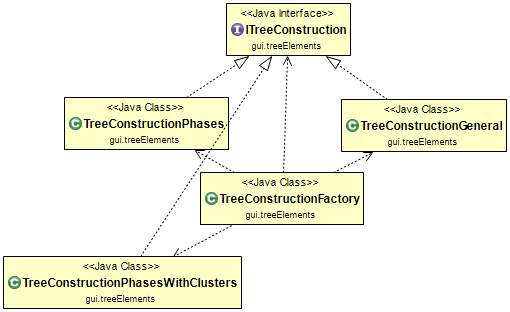 <<Java Interface>>
I ITreeConstruction
gui.treeElements
<<Java Class>>
C TreeConstructionPhases
gui.treeElements
<<Java Class>>
C TreeConstructionGeneral
gui.treeElements
<<Java Class>>
C TreeConstructionFactory
gui.treeElements
<<Java Class>>
C TreeConstructionPhasesWithClusters
gui.treeElements